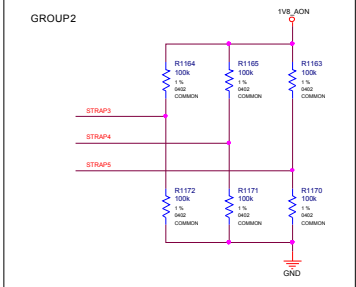 GROUP2
1V8_AON
R1164
100k
1 %
0402
COMMON
R1165
100k
1 %
0402
COMMON
R1163
100k
1 %
0402
COMMON
STRAP3
STRAP4
STRAP5
R1172
100k
1 %
0402
COMMON
R1171
100k
1 %
0402
COMMON
R1170
100k
1 %
0402
COMMON
GND